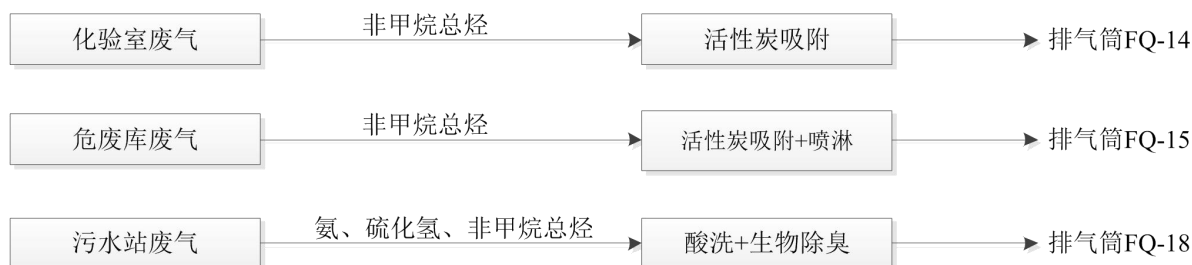 化验室废气
非甲烷总烃
活性炭吸附
排气筒FQ-14
危废库废气
非甲烷总烃
活性炭吸附+喷淋
排气筒FQ-15
污水站废气
氨、硫化氢、非甲烷总烃
酸洗+生物除臭
排气筒FQ-18